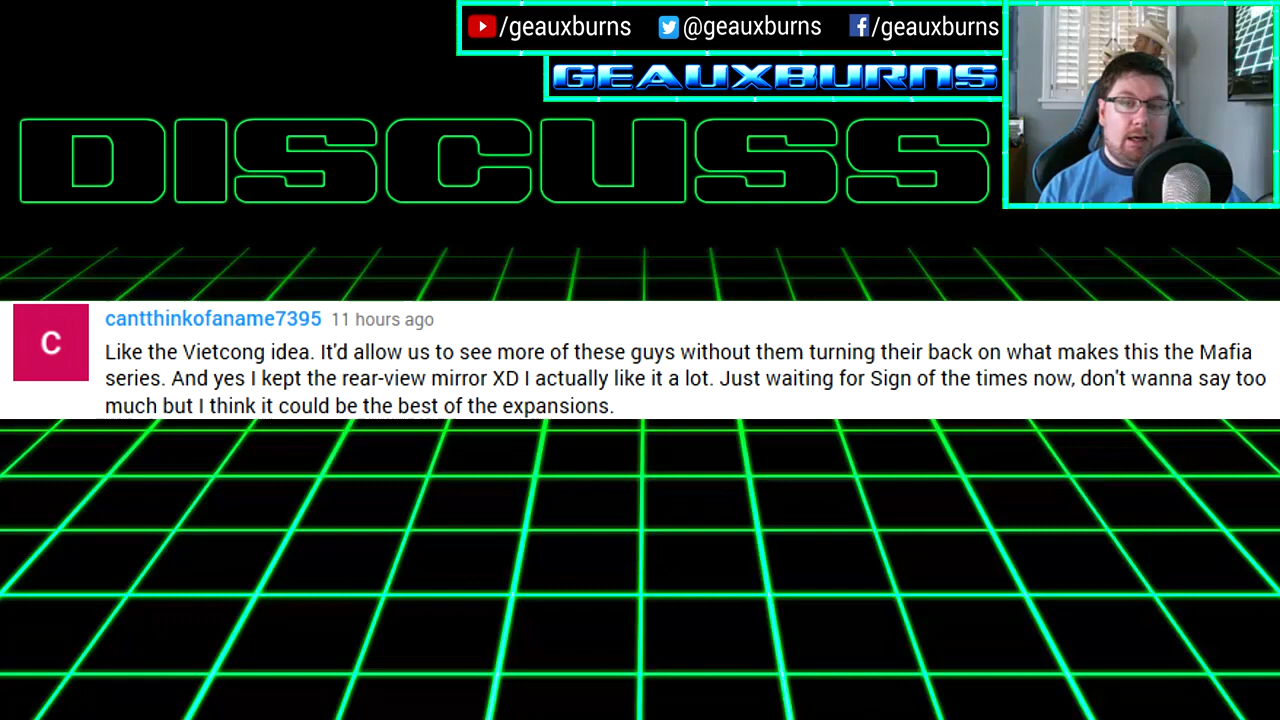 /geauxburns @geauxburns /geauxburns
GEAUXBURNS
DISCUSS
C
cantthinkofaname7395 11 hours ago
Like the Vietcong idea. It'd allow us to see more of these guys without them turning their back on what makes this the Mafia
series. And yes I kept the rear-view mirror XD I actually like it a lot. Just waiting for Sign of the times now, don't wanna say too
much but I think it could be the best of the expansions.